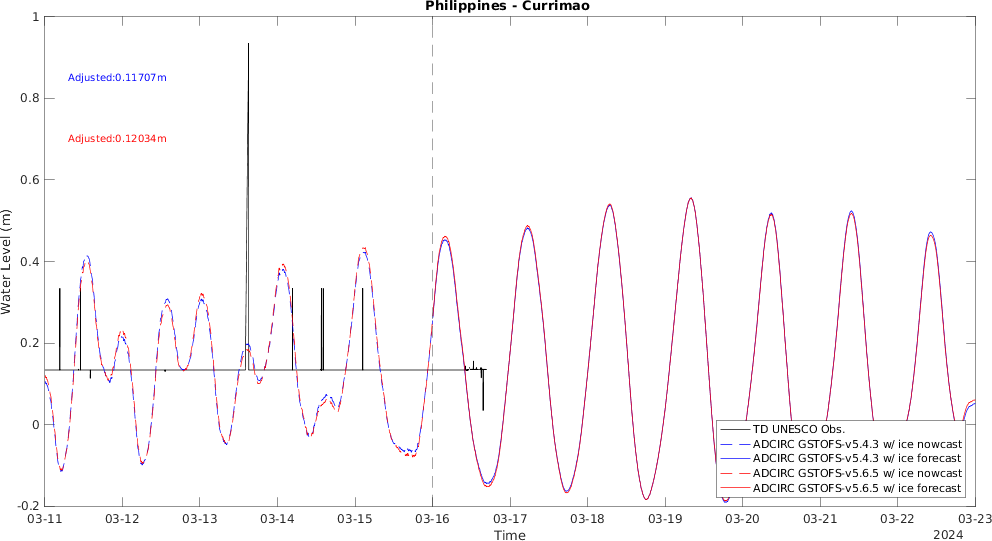 Philippines - Currimao
1
0.8
0.6
0.4
0.2
0
-0.2
Water Level (m)
Adjusted:0.11707m
Adjusted:0.12034m
TD UNESCO Obs.
ADCIRC GSTOFS-v5.4.3 w/ ice nowcast
ADCIRC GSTOFS-v5.4.3 w/ ice forecast
ADCIRC GSTOFS-v5.6.5 w/ ice nowcast
ADCIRC GSTOFS-v5.6.5 w/ ice forecast
03-11 03-12 03-13 03-14 03-15 03-16 03-17 03-18 03-19 03-20 03-21 03-22 03-23
Time
2024